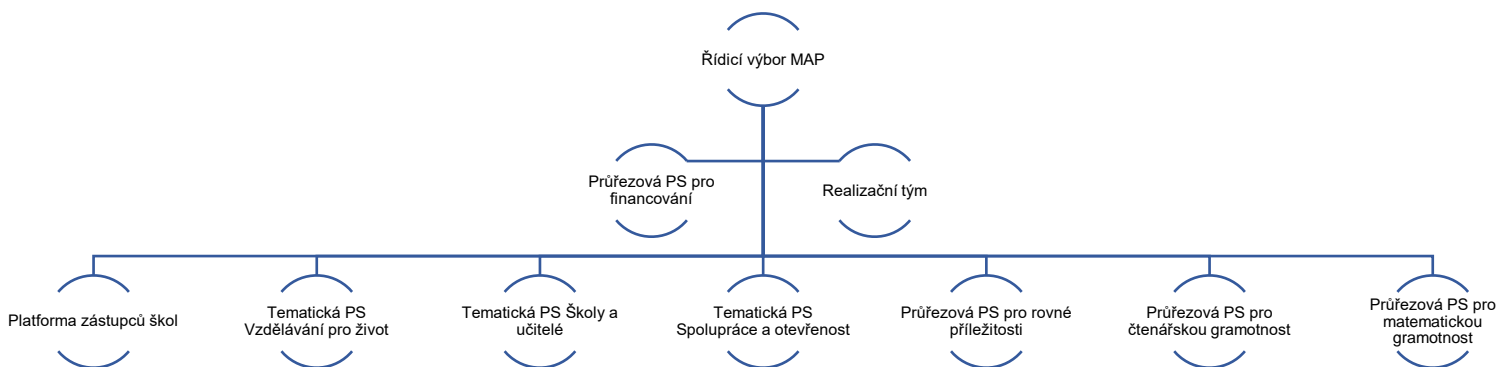 Řídicí výbor MAP
Průřezová PS pro
financování
Realizační tým
Platforma zástupců škol
Tematická PS
Vzdělávání pro život
Tematická PS Školy a
učitelé
Tematická PS
Spolupráce a otevřenost
Průřezová PS pro rovné
příležitosti
Průřezová PS pro
čtenářskou gramotnost
Průřezová PS pro
matematickou
gramotnost